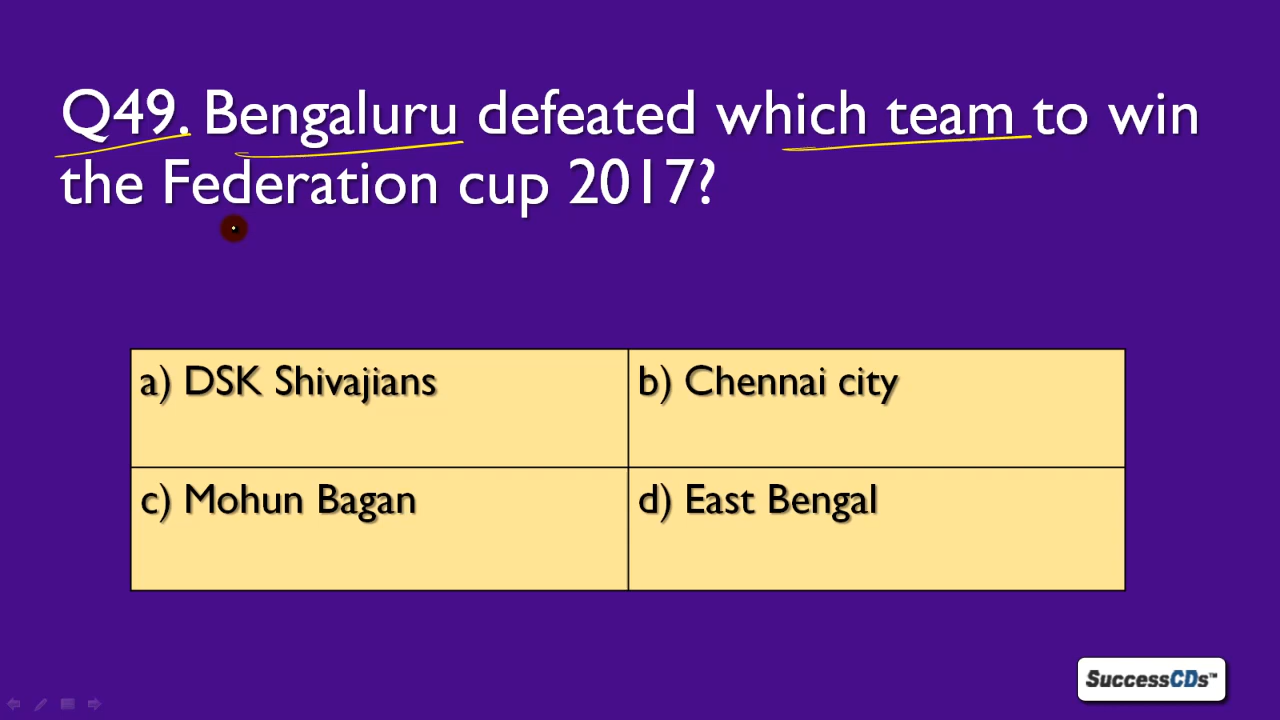 Q49. Bengaluru defeated which team to win
the Federation cup 2017?
a) DSK Shivajians
b) Chennai city
c) Mohun Bagan
d) East Bengal
SuccessCDs™